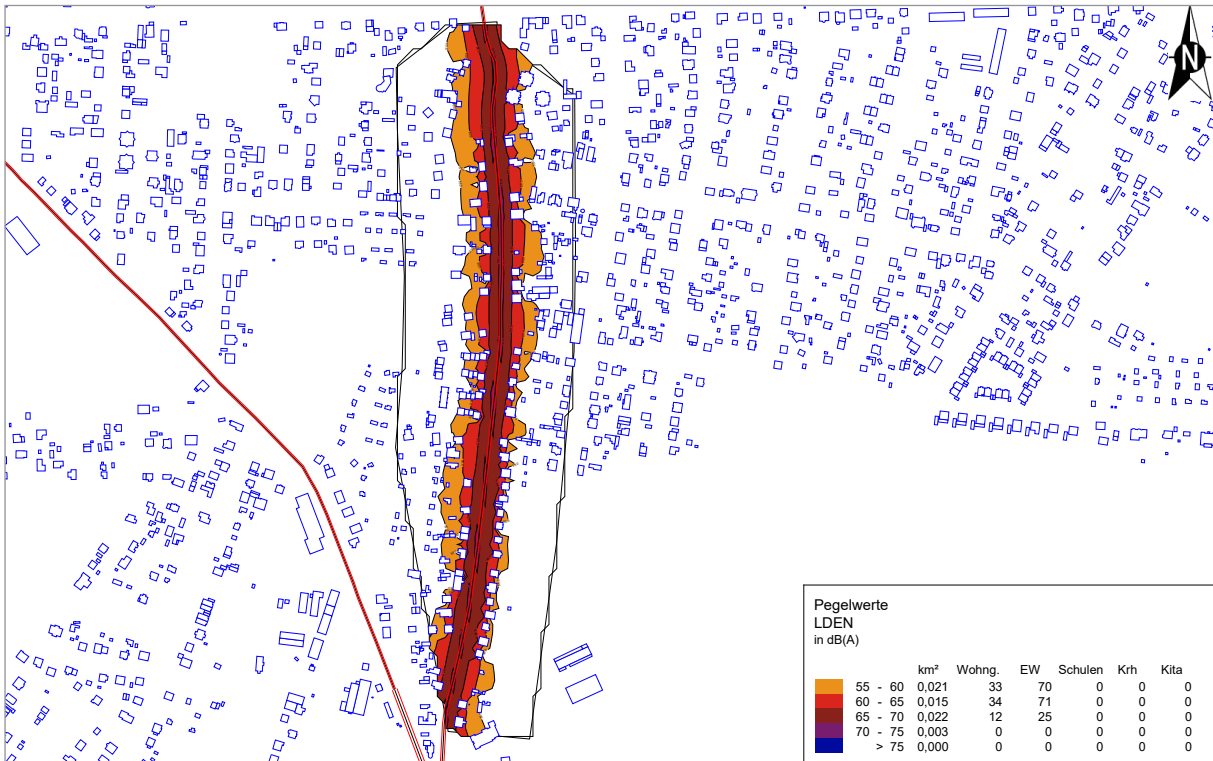 N
Pegelwerte
LDEN
in dB(A)
km² Wohng. EW Schulen Krh Kita
55 - 60 0,021 33 70 0 0 0
60 - 65 0,015 34 71 0 0 0
65 - 70 0,022 12 25 0 0 0
70 - 75 0,003 0 0 0 0 0
> 75 0,000 0 0 0 0 0